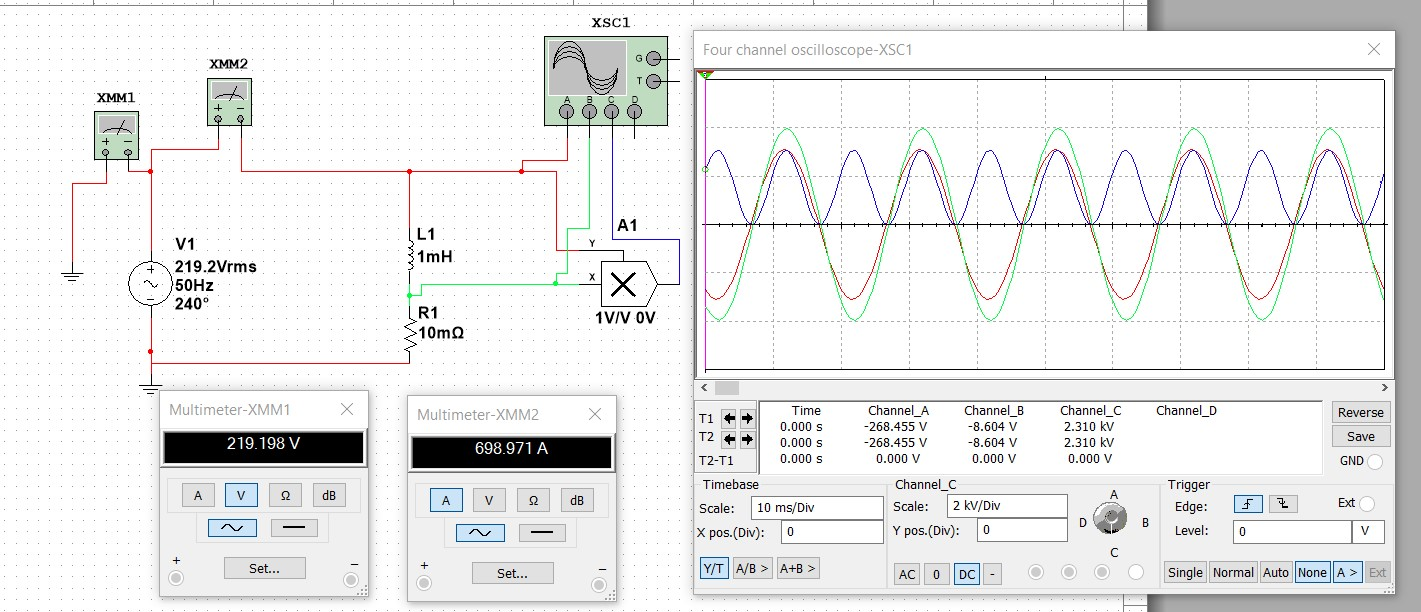 XSC1
G
T
A B C D
XMM2
+ −
XMM1
+ −
V1
219.2Vrms
50Hz
240°
L1
1mH
R1
10mΩ
A1
Y
X
1V/V 0V
Multimeter-XMM1
219.198 V
A V Ω dB
+ Set... −
Multimeter-XMM2
698.971 A
A V Ω dB
+ Set... −
Four channel oscilloscope-XSC1
T1
T2
T2-T1
Time Channel_A Channel_B Channel_C Channel_D
0.000 s -268.455 V -8.604 V 2.310 kV
0.000 s -268.455 V -8.604 V 2.310 kV
0.000 s 0.000 V 0.000 V 0.000 V
Reverse
Save
GND
Timebase
Scale: 10 ms/Div
X pos.(Div): 0
Y/T A/B > A+B >
Channel_C
Scale: 2 kV/Div
Y pos.(Div): 0
AC 0 DC -
A
D B
C
Trigger
Edge: Ext
Level: 0 V
Single Normal Auto None A > Ext